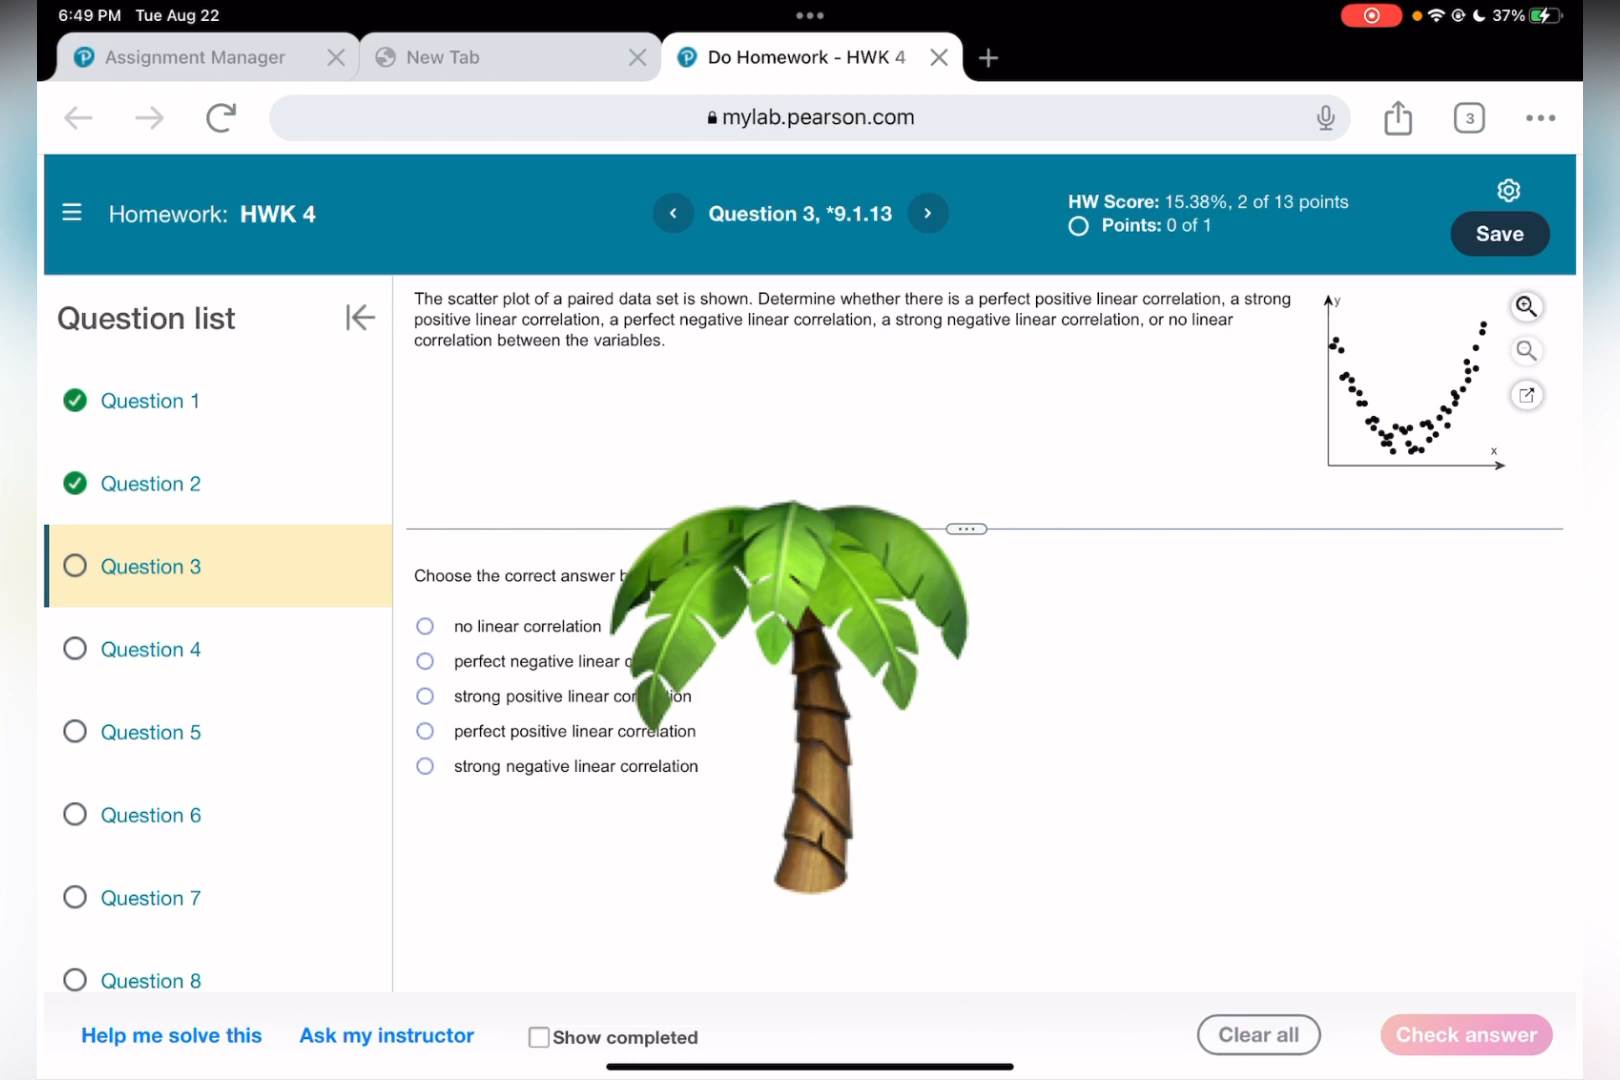 6:49 PM Tue Aug 22
37%
Assignment Manager
New Tab
Do Homework - HWK 4
mylab.pearson.com
3
Homework: HWK 4
Question 3, *9.1.13
HW Score: 15.38%, 2 of 13 points
Points: 0 of 1
Save
Question list
Question 1
Question 2
Question 3
Question 4
Question 5
Question 6
Question 7
Question 8
The scatter plot of a paired data set is shown. Determine whether there is a perfect positive linear correlation, a strong
positive linear correlation, a perfect negative linear correlation, a strong negative linear correlation, or no linear
correlation between the variables.
y
x
Choose the correct answer
no linear correlation
perfect negative linear
strong positive linear
perfect positive linear correlation
strong negative linear correlation
Help me solve this
Ask my instructor
Show completed
Clear all
Check answer